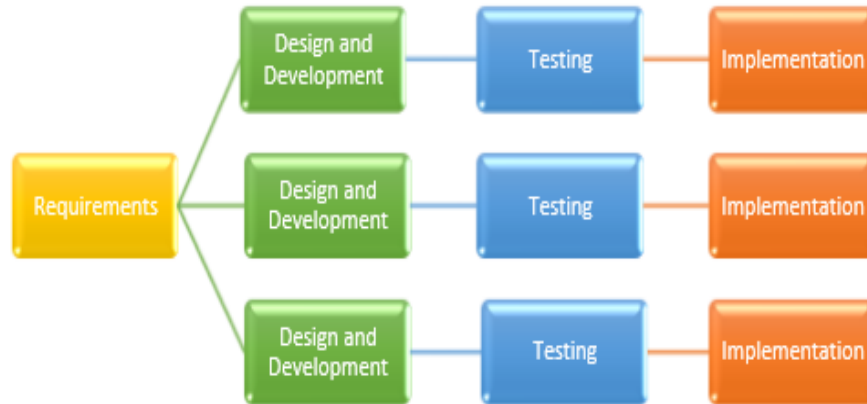 Design and
Development
Testing
Implementation
Requirements
Design and
Development
Testing
Implementation
Design and
Development
Testing
Implementation